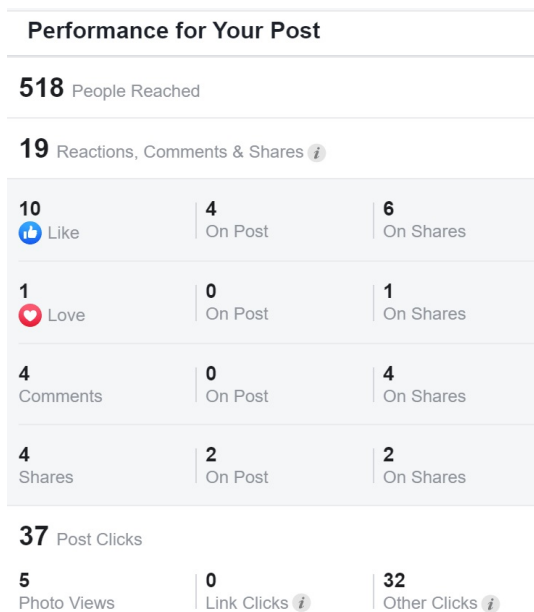 Performance for Your Post
518 People Reached
19 Reactions, Comments & Shares i
10 4 6
Like On Post On Shares
1 0 1
Love On Post On Shares
4 0 4
Comments On Post On Shares
4 2 2
Shares On Post On Shares
37 Post Clicks
5 0 32
Photo Views Link Clicks i Other Clicks i